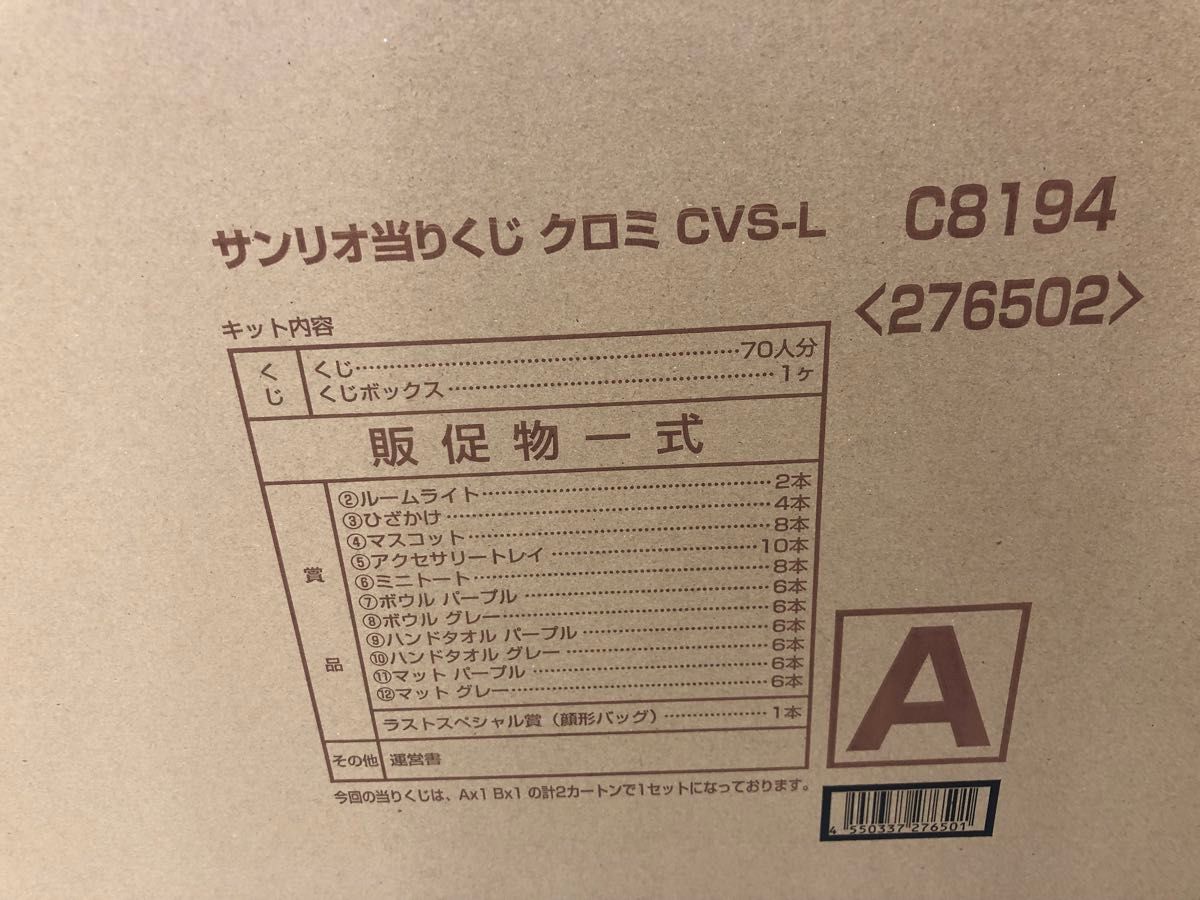 サンリオ当りくじ クロミ CVS-L
C8194
〈276502〉
キット内容
くじ
くじ………70人分
くじボックス………1ヶ
販促物一式
賞品
②ルームライト………2本
③ひざかけ………4本
④マスコット………8本
⑤アクセサリートレイ………10本
⑥ミニトート………8本
⑦ボウル パープル………6本
⑧ボウル グレー………6本
⑨ハンドタオル パープル………6本
⑩ハンドタオル グレー………6本
⑪マット パープル………6本
⑫マット グレー………6本
ラストスペシャル賞（顔形バッグ）………1本
その他 運営書
今回の当りくじは、Ax1 Bx1 の計2カートンで1セットになっております。
A
4 550337 276501